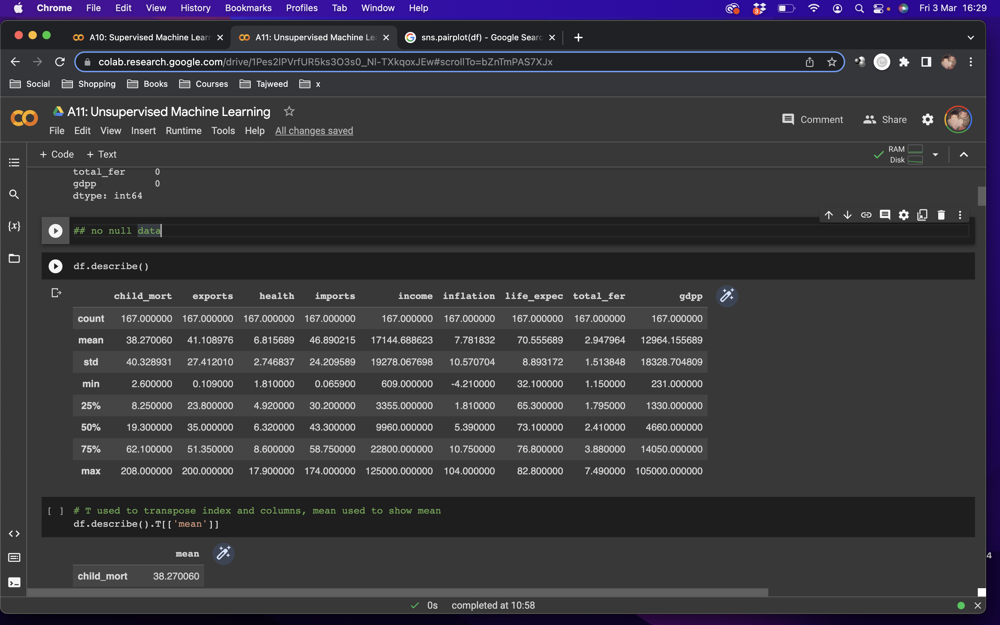 Chrome File Edit View History Bookmarks Profiles Tab Window Help 3 Fri 3 Mar 16:29
A10: Supervised Machine Lear A11: Unsupervised Machine Le sns.pairplot(df) - Google Searc
colab.research.google.com/drive/1Pes2lPVrfUR5ks3O3s0_NI-TXkqoxJEw#scrollTo=bZnTmPAS7XJx
Social Shopping Books Courses Tajweed x
A11: Unsupervised Machine Learning
Comment Share
File Edit View Insert Runtime Tools Help All changes saved
+ Code + Text RAM
Disk
total_fer 0
gdpp 0
dtype: int64
{x}
## no null data
df.describe()
child_mort exports health imports income inflation life_expec total_fer gdpp
count 167.000000 167.000000 167.000000 167.000000 167.000000 167.000000 167.000000 167.000000 167.000000
mean 38.270060 41.108976 6.815689 46.890215 17144.688623 7.781832 70.555689 2.947964 12964.155689
std 40.328931 27.412010 2.746837 24.209589 19278.067698 10.570704 8.893172 1.513848 18328.704809
min 2.600000 0.109000 1.810000 0.065900 609.000000 -4.210000 32.100000 1.150000 231.000000
25% 8.250000 23.800000 4.920000 30.200000 3355.000000 1.810000 65.300000 1.795000 1330.000000
50% 19.300000 35.000000 6.320000 43.300000 9960.000000 5.390000 73.100000 2.410000 4660.000000
75% 62.100000 51.350000 8.600000 58.750000 22800.000000 10.750000 76.800000 3.880000 14050.000000
max 208.000000 200.000000 17.900000 174.000000 125000.000000 104.000000 82.800000 7.490000 105000.000000
[ ] # T used to transpose index and columns, mean used to show mean
df.describe().T[['mean']]
mean
4
child_mort 38.270060
0s completed at 10:58